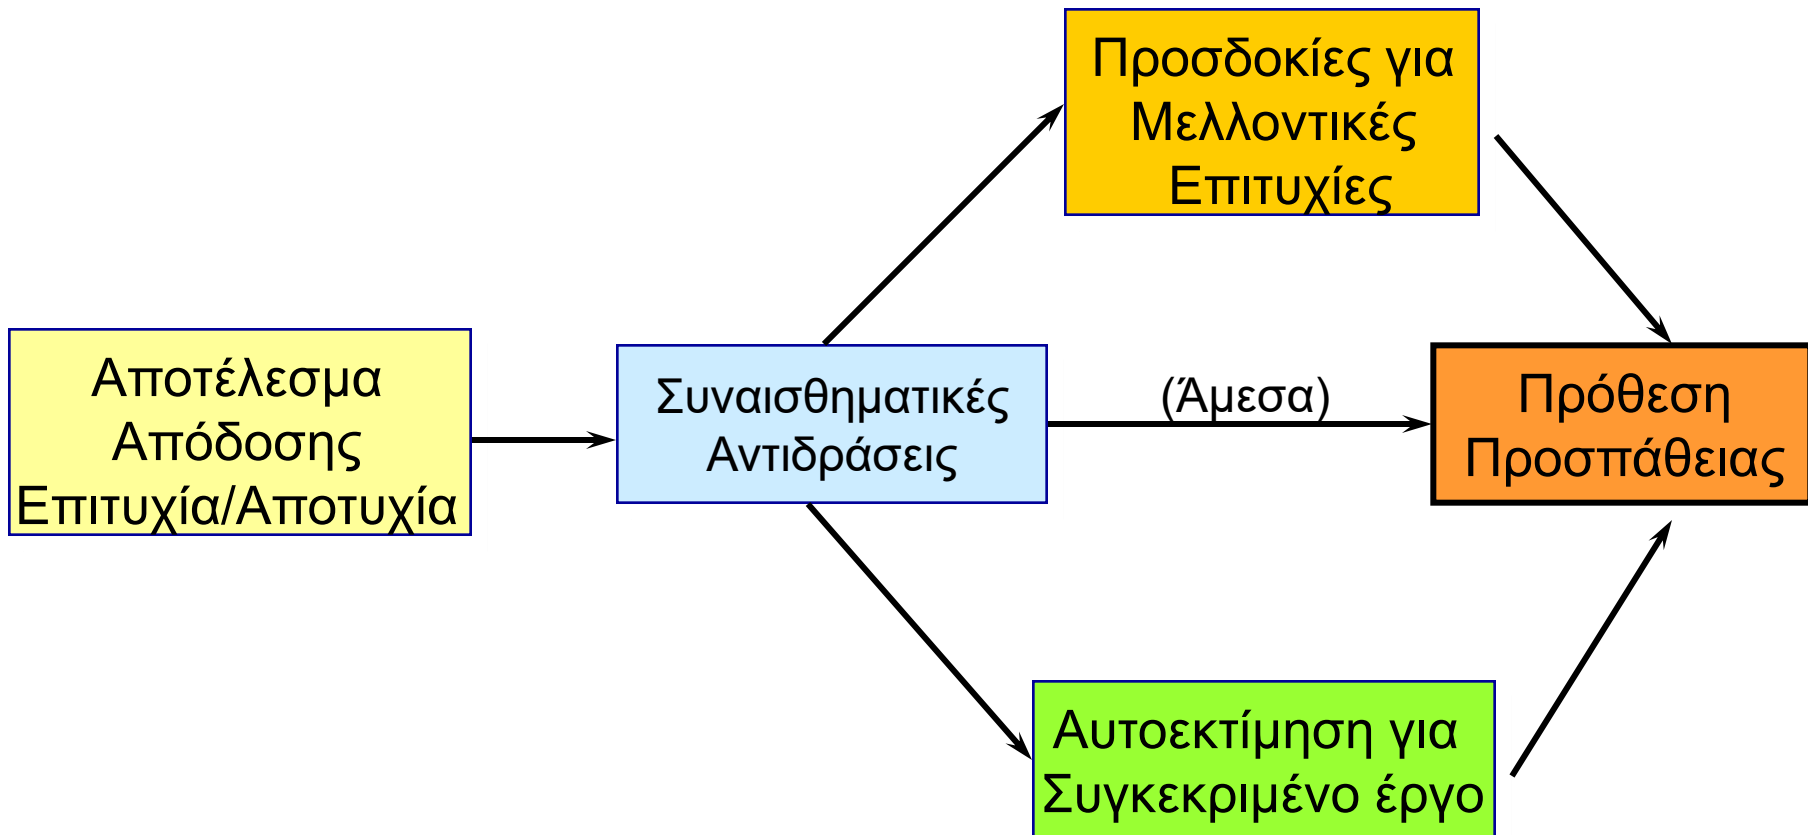 Προσδοκίες για
Μελλοντικές
Επιτυχίες
Αποτέλεσμα
Απόδοσης
Επιτυχία/Αποτυχία
Συναισθηματικές
Αντιδράσεις
(Άμεσα)
Πρόθεση
Προσπάθειας
Αυτοεκτίμηση για
Συγκεκριμένο έργο